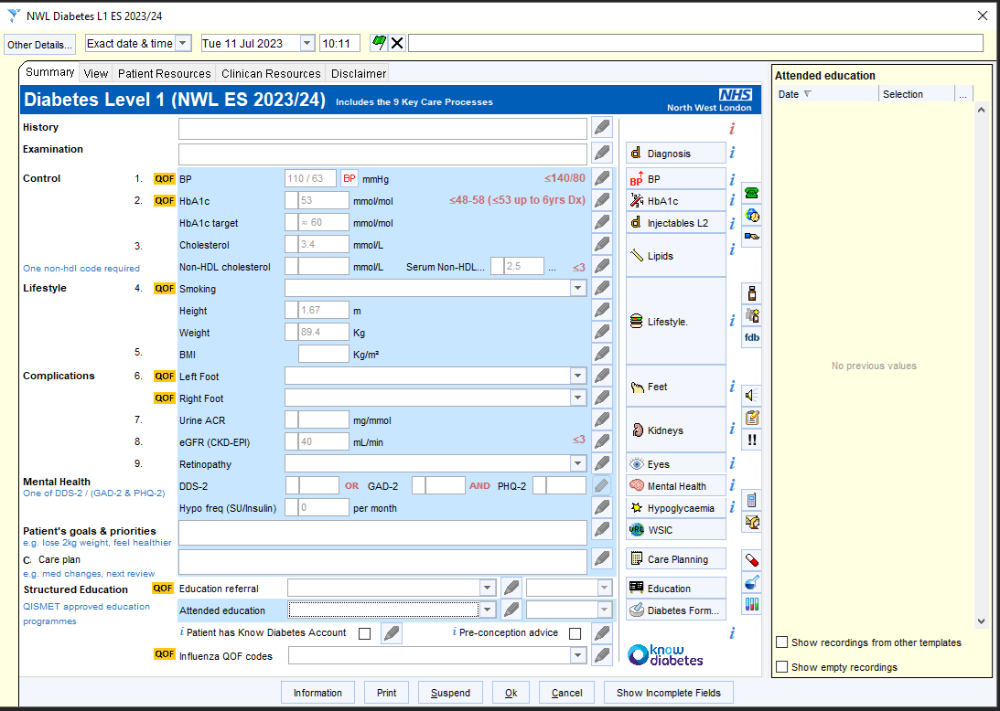 NWL Diabetes L1 ES 2023/24
Other Details... Exact date & time Tue 11 Jul 2023 10:11
Summary View Patient Resources Clinican Resources Disclaimer
Diabetes Level 1 (NWL ES 2023/24) Includes the 9 Key Care Processes NHS
North West London
History
Examination d Diagnosis
Control 1. QOF BP 110 / 63 BP mmHg ≤140/80 BP BP
2. QOF HbA1c 53 mmol/mol ≤48-58 (≤53 up to 6yrs Dx) HbA1c
HbA1c target ≈ 60 mmol/mol d Injectables L2
3. Cholesterol 3.4 mmol/L Lipids
One non-hdl code required Non-HDL cholesterol mmol/L Serum Non-HDL... 2.5 ... ≤3
Lifestyle 4. QOF Smoking
Height 1.67 m Lifestyle.
Weight 89.4 Kg fdb
5. BMI Kg/m²
Complications 6. QOF Left Foot Feet
QOF Right Foot
7. Urine ACR mg/mmol Kidneys
8. eGFR (CKD-EPI) 40 mL/min ≤3 !!
9. Retinopathy Eyes
Mental Health DDS-2 OR GAD-2 AND PHQ-2 Mental Health
One of DDS-2 / (GAD-2 & PHQ-2)
Hypo freq (SU/Insulin) 0 per month Hypoglycaemia
Patient's goals & priorities URL WSIC
e.g. lose 2kg weight, feel healthier
C. Care plan Care Planning
e.g. med changes, next review
Structured Education QOF Education referral Education
QISMET approved education Attended education Diabetes Form...
programmes
i Patient has Know Diabetes Account i Pre-conception advice
QOF Influenza QOF codes know
diabetes
Information Print Suspend Ok Cancel Show Incomplete Fields
Attended education
Date Selection ...
No previous values
Show recordings from other templates
Show empty recordings